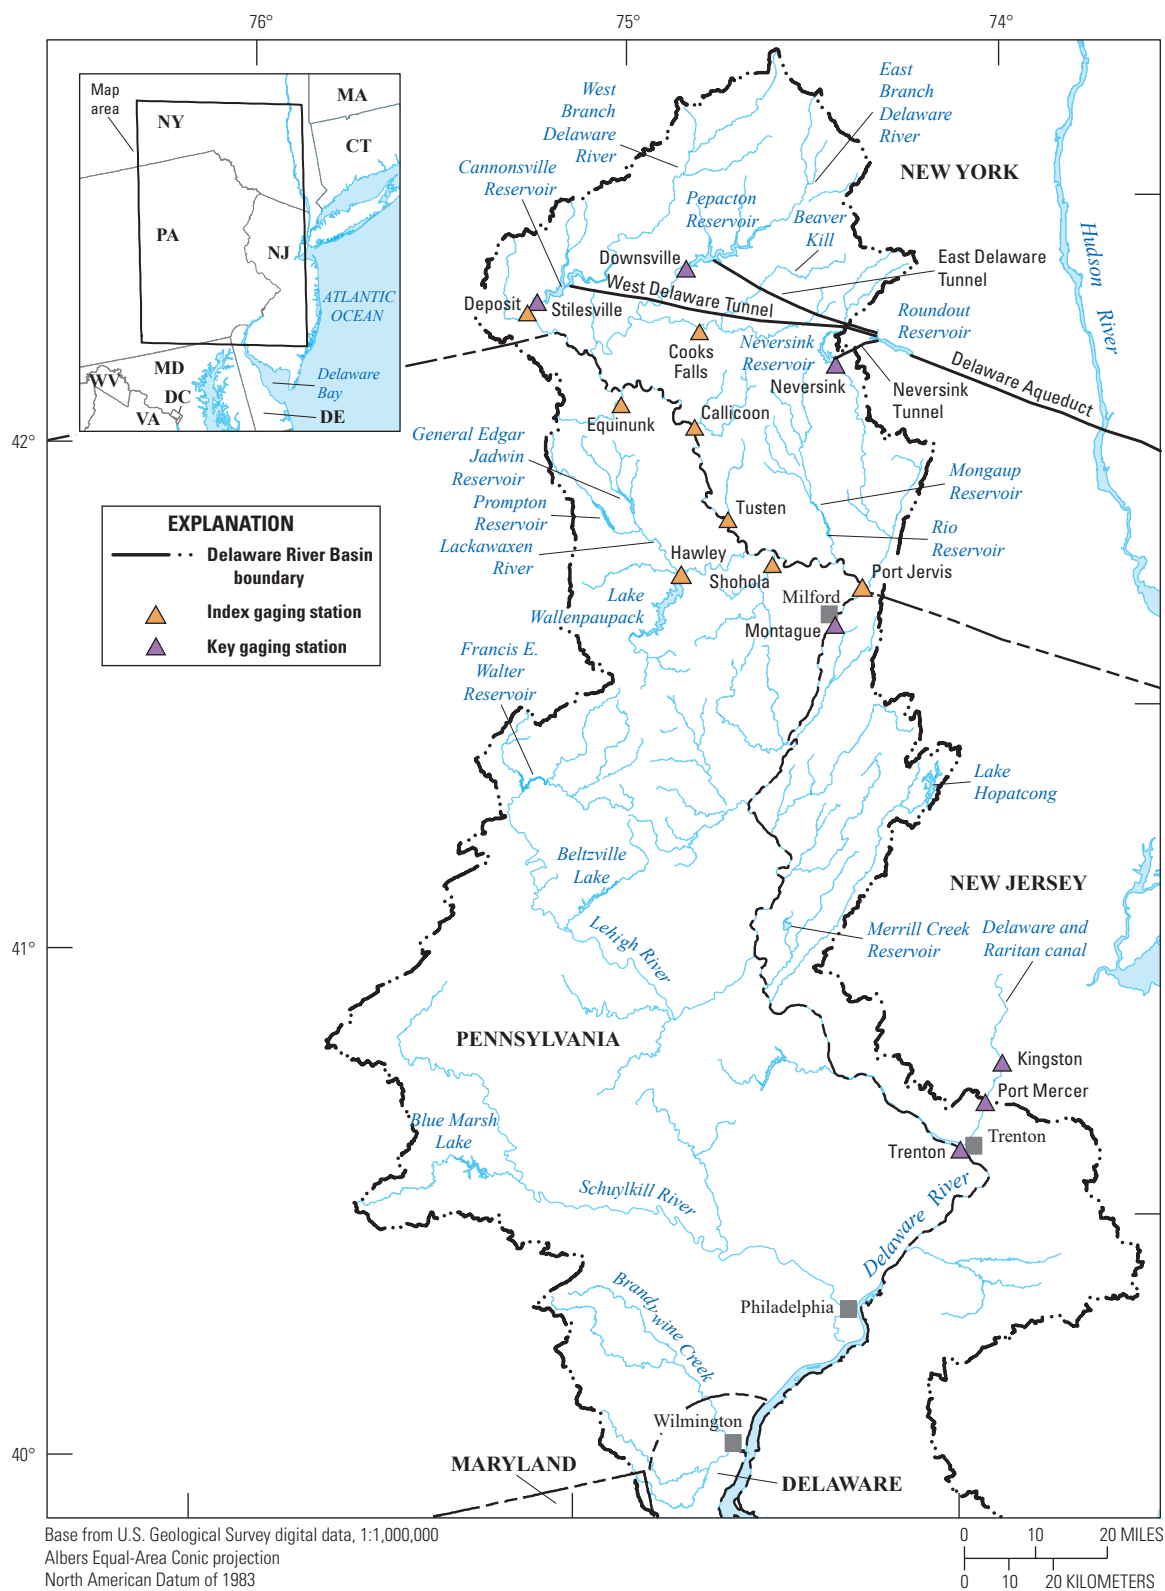 76°
75°
74°
Map
area
NY
MA
CT
PA
NJ
ATLANTIC
OCEAN
MD
WV
DC
VA
Delaware
Bay
DE
West
Branch
Delaware
River
East
Branch
Delaware
River
Cannonsville
Reservoir
NEW YORK
Pepacton
Reservoir
Beaver
Kill
Hudson River
Downsville
East Delaware
Tunnel
West Delaware Tunnel
Deposit
Stilesville
Roundout
Reservoir
Cooks
Falls
Neversink
Reservoir
Neversink
Neversink
Tunnel
Delaware Aqueduct
Equinunk
Callicoon
42°
General Edgar
Jadwin
Reservoir
Prompton
Reservoir
Lackawaxen
River
Mongaup
Reservoir
Tusten
Rio
Reservoir
Hawley
Shohola
Port Jervis
Lake
Wallenpaupack
Milford
Montague
EXPLANATION
Delaware River Basin
boundary
Index gaging station
Key gaging station
Francis E.
Walter
Reservoir
Lake
Hopatcong
Beltzville
Lake
NEW JERSEY
Lehigh River
Merrill Creek
Reservoir
Delaware and
Raritan canal
41°
PENNSYLVANIA
Kingston
Port Mercer
Blue Marsh
Lake
Trenton
Trenton
Schuylkill River
Delaware River
Brandywine Creek
Philadelphia
Wilmington
40°
MARYLAND
DELAWARE
Base from U.S. Geological Survey digital data, 1:1,000,000
Albers Equal-Area Conic projection
North American Datum of 1983
0 10 20 MILES
0 10 20 KILOMETERS